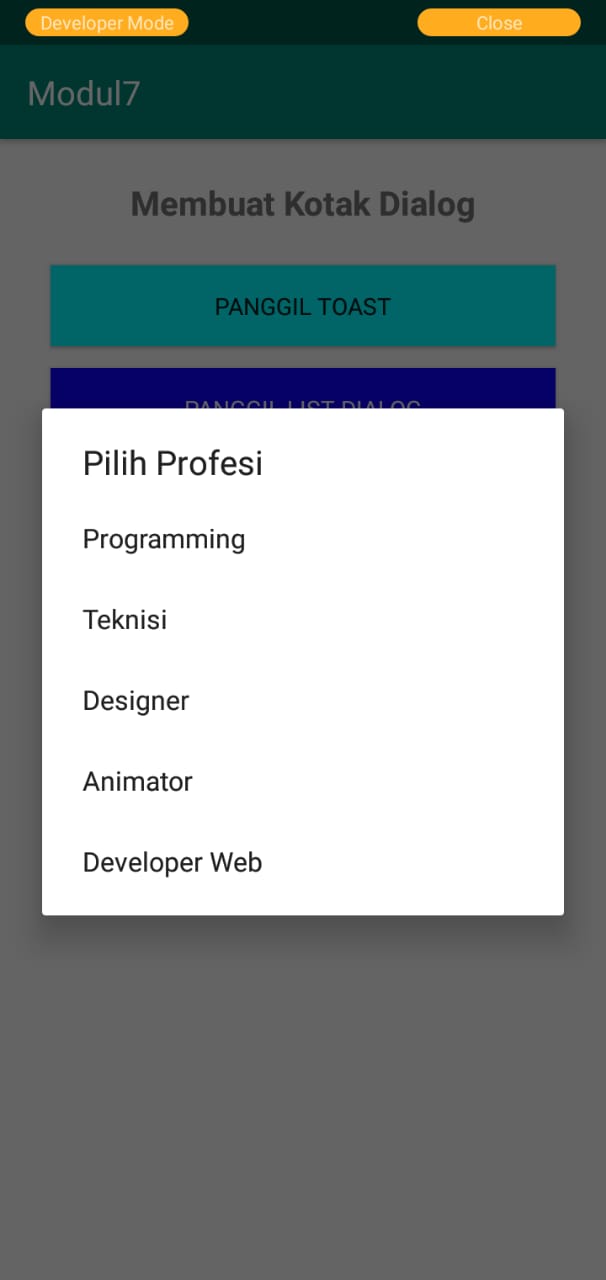 Developer Mode
Close
Modul7
Membuat Kotak Dialog
PANGGIL TOAST
PANGGIL LIST DIALOG
Pilih Profesi
Programming
Teknisi
Designer
Animator
Developer Web